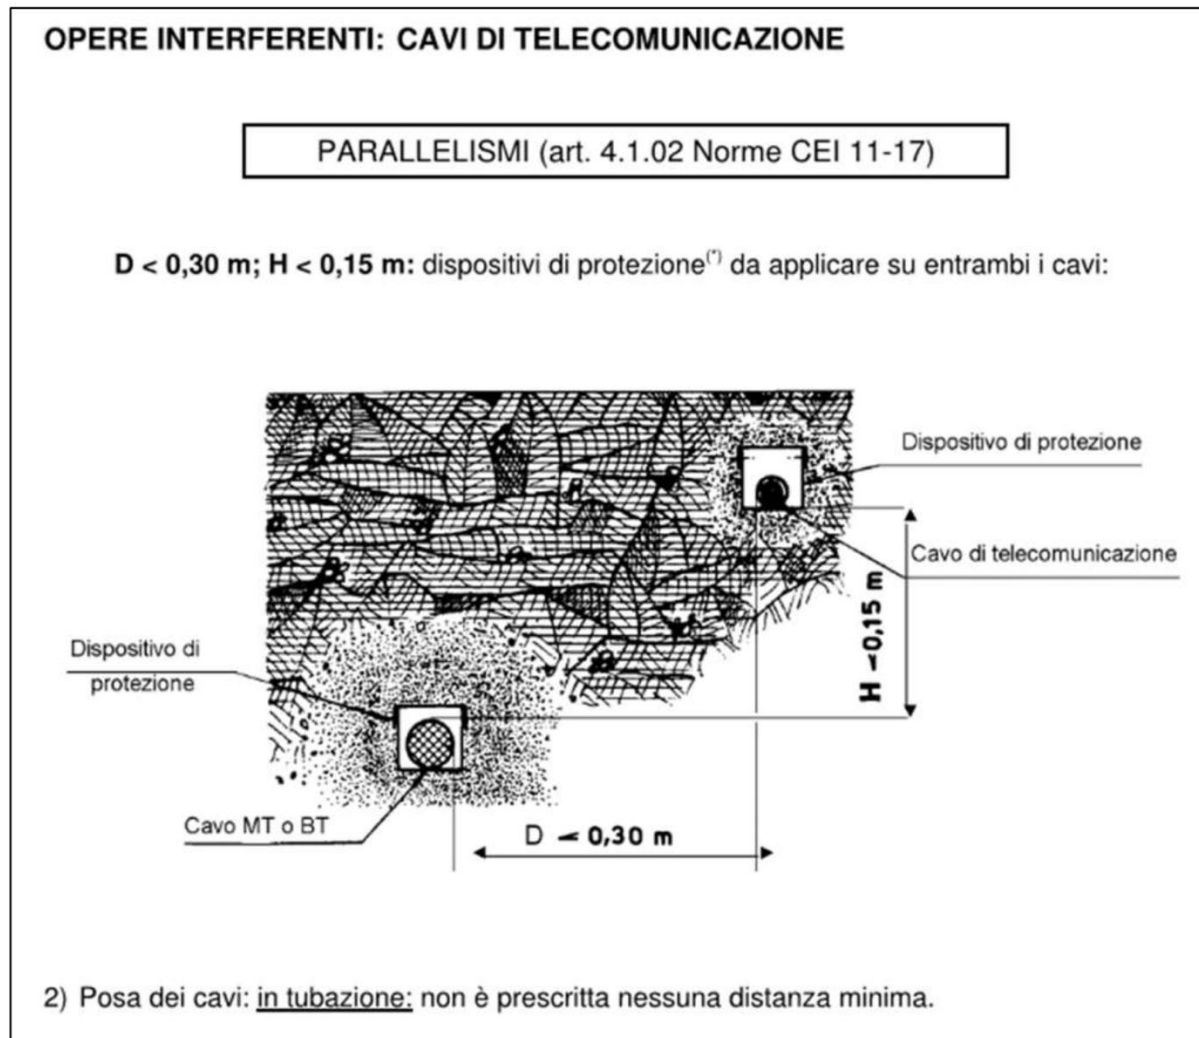 OPERE INTERFERENTI: CAVI DI TELECOMUNICAZIONE
PARALLELISMI (art. 4.1.02 Norme CEI 11-17)
D < 0,30 m; H < 0,15 m: dispositivi di protezione(*) da applicare su entrambi i cavi:
Dispositivo di protezione
Cavo di telecomunicazione
H < 0,15 m
Dispositivo di
protezione
Cavo MT o BT
D < 0,30 m
2) Posa dei cavi: in tubazione: non è prescritta nessuna distanza minima.